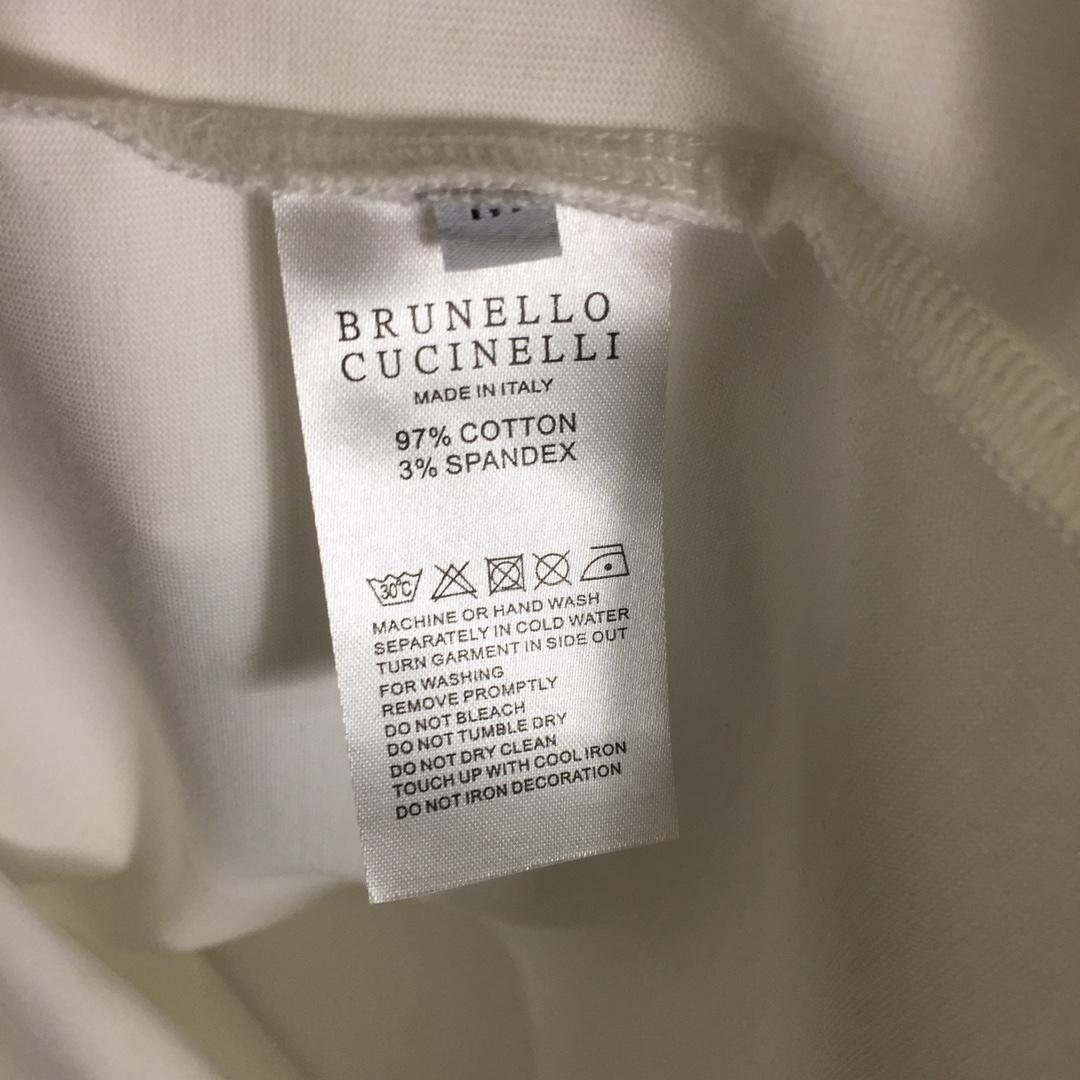 BRUNELLO
CUCINELLI
MADE IN ITALY
97% COTTON
3% SPANDEX
30°C
MACHINE OR HAND WASH
SEPARATELY IN COLD WATER
TURN GARMENT IN SIDE OUT
FOR WASHING
REMOVE PROMPTLY
DO NOT BLEACH
DO NOT TUMBLE DRY
DO NOT DRY CLEAN
TOUCH UP WITH COOL IRON
DO NOT IRON DECORATION